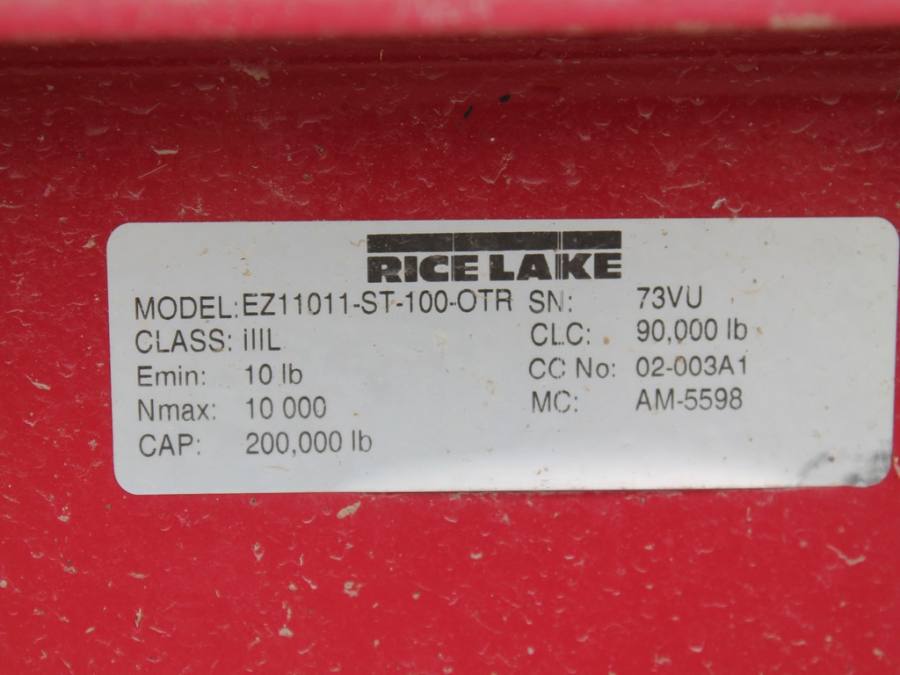 RICE LAKE
MODEL: EZ11011-ST-100-OTR SN: 73VU
CLASS: iIIL CLC: 90,000 lb
Emin: 10 lb CC No: 02-003A1
Nmax: 10 000 MC: AM-5598
CAP: 200,000 lb